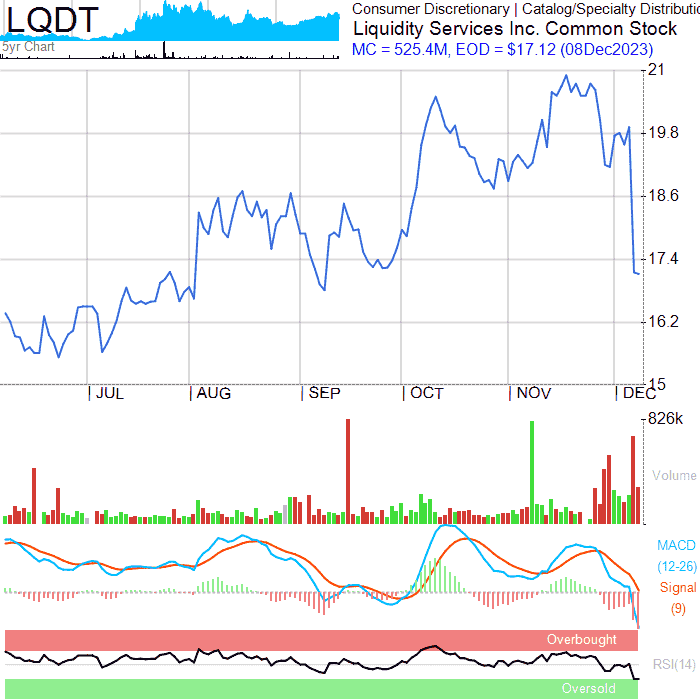 LQDT
5yr Chart
Consumer Discretionary | Catalog/Specialty Distributio
Liquidity Services Inc. Common Stock
MC = 525.4M, EOD = $17.12 (08Dec2023)
21
19.8
18.6
17.4
16.2
15
JUL AUG SEP OCT NOV DEC
826k
Volume
MACD
(12-26)
Signal
(9)
Overbought
RSI(14)
Oversold